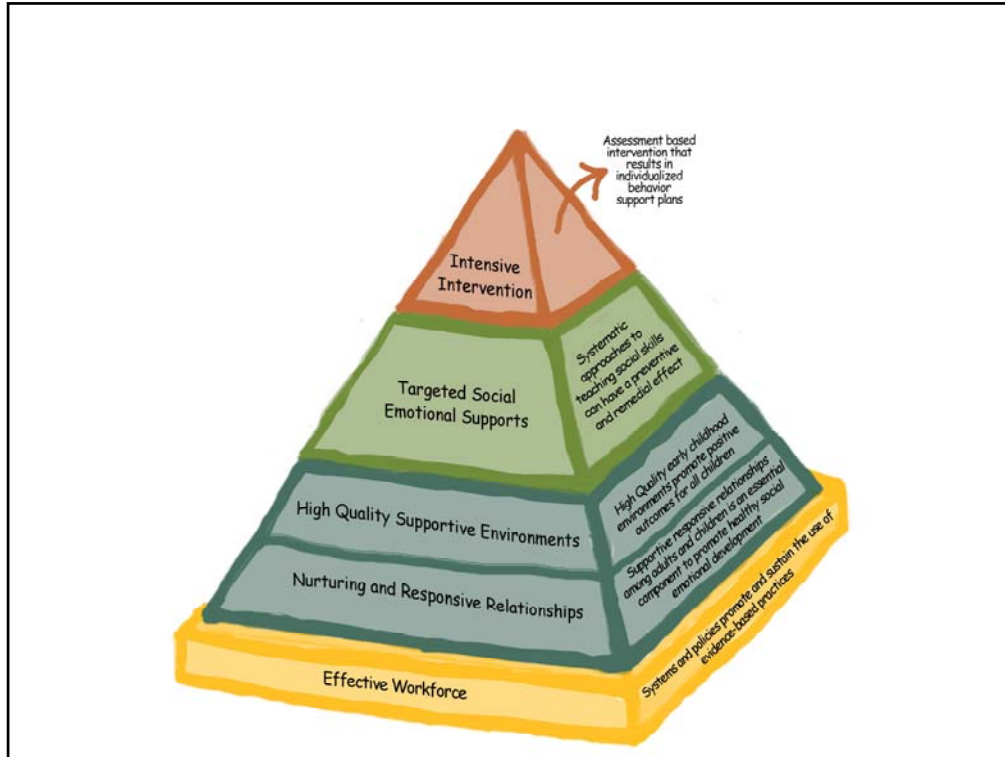 Assessment based
intervention that
results in
individualized
behavior
support plans
Intensive
Intervention
Systematic
approaches to
teaching social skills
can have a preventive
and remedial effect
Targeted Social
Emotional Supports
High Quality early childhood
environments promote positive
outcomes for all children
High Quality Supportive Environments
Supportive responsive relationships
among adults and children is an essential
component to promote healthy social
emotional development
Nurturing and Responsive Relationships
Systems and policies promote and sustain the use of
evidence-based practices
Effective Workforce